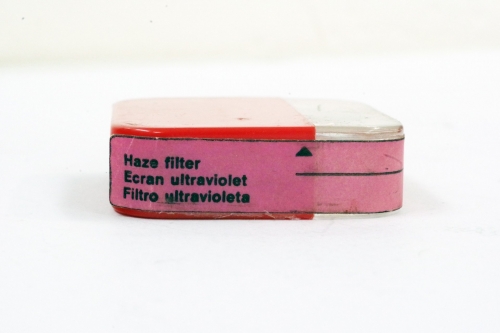 Haze filter
Ecran ultraviolet
Filtro ultravioleta